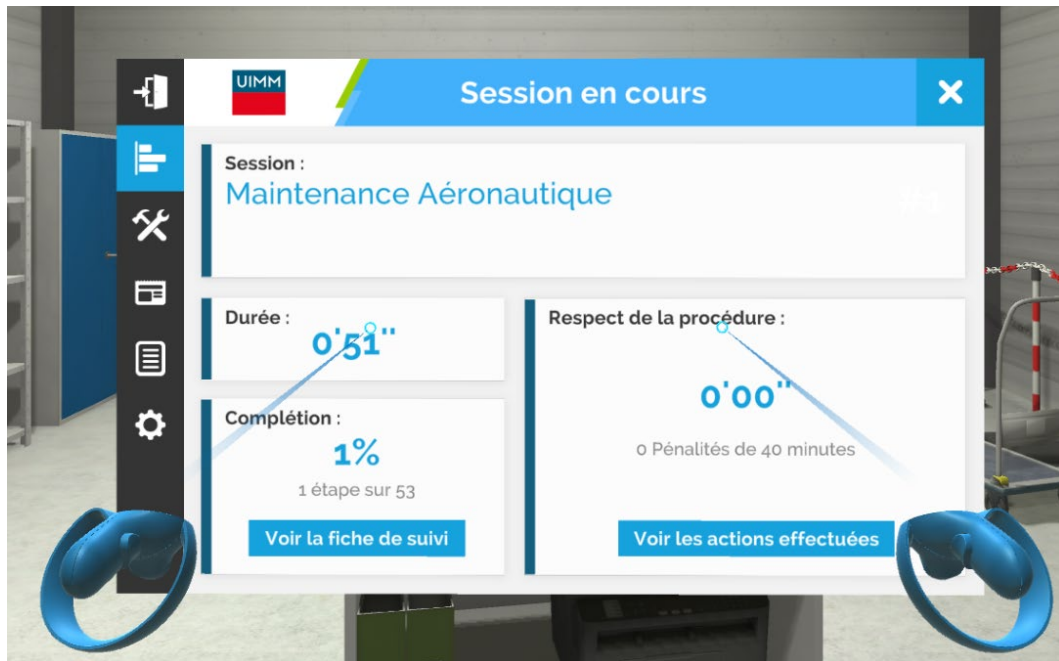 UIMM
Session en cours
Session :
Maintenance Aéronautique
Durée :
0'51''
Respect de la procédure :
0'00''
0 Pénalités de 40 minutes
Complétion :
1%
1 étape sur 53
Voir la fiche de suivi
Voir les actions effectuées